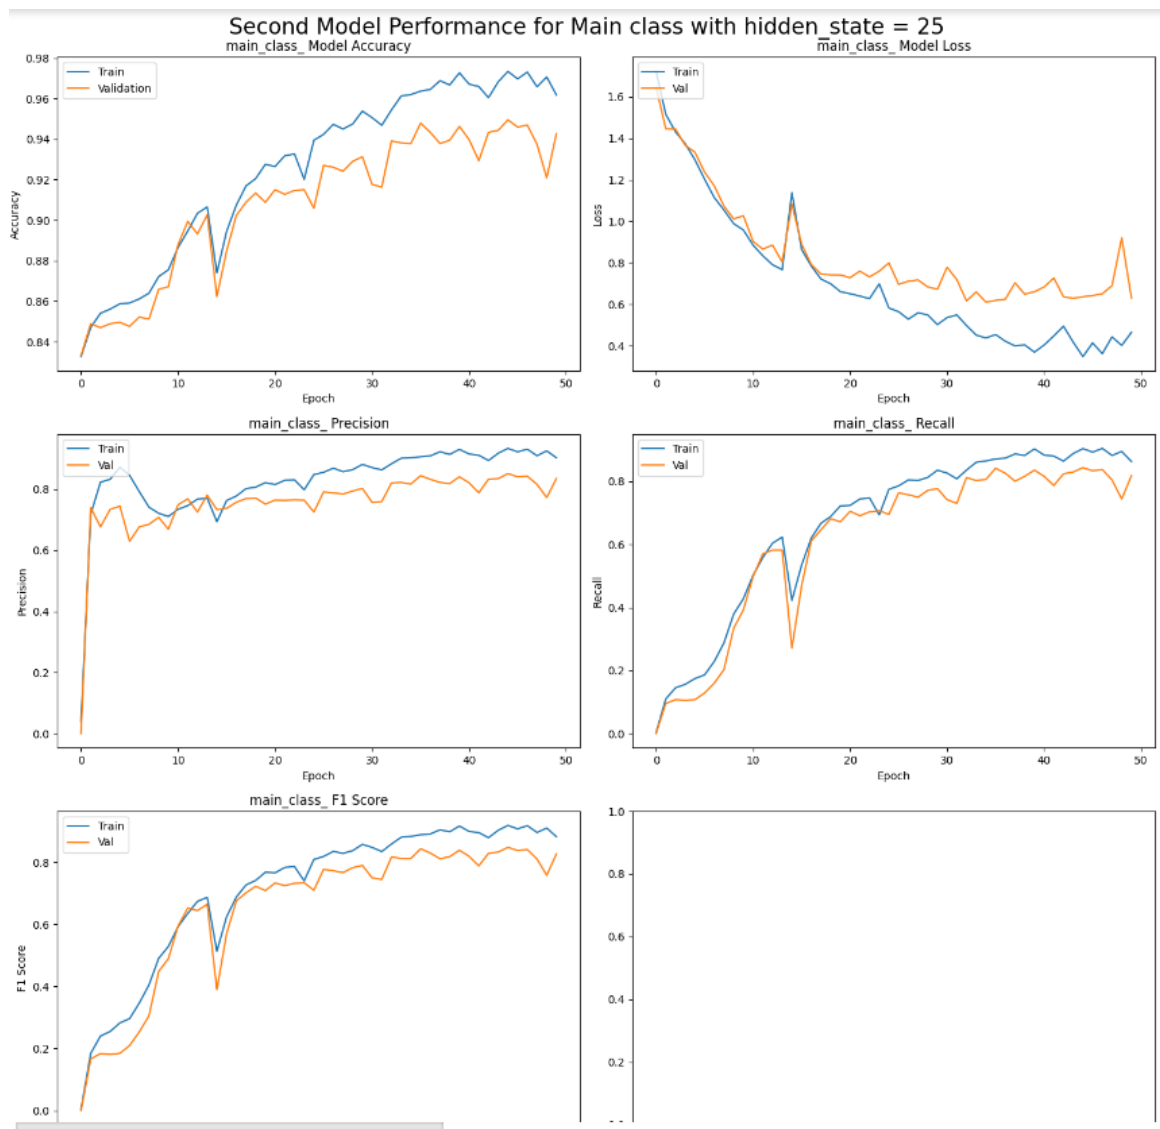 Second Model Performance for Main class with hidden_state = 25
main_class_ Model Accuracy
0.98
0.96
0.94
0.92
0.90
0.88
0.86
0.84
Accuracy
Train
Validation
0 10 20 30 40 50
Epoch
main_class_ Model Loss
1.6
1.4
1.2
1.0
0.8
0.6
0.4
Loss
Train
Val
0 10 20 30 40 50
Epoch
main_class_ Precision
0.8
0.6
0.4
0.2
0.0
Precision
Train
Val
0 10 20 30 40 50
Epoch
main_class_ Recall
0.8
0.6
0.4
0.2
0.0
Recall
Train
Val
0 10 20 30 40 50
Epoch
main_class_ F1 Score
0.8
0.6
0.4
0.2
0.0
F1 Score
Train
Val
1.0
0.8
0.6
0.4
0.2